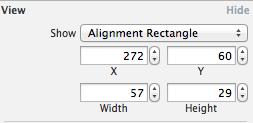 View Hide
Show Alignment Rectangle
272 60
X Y
57 29
Width Height